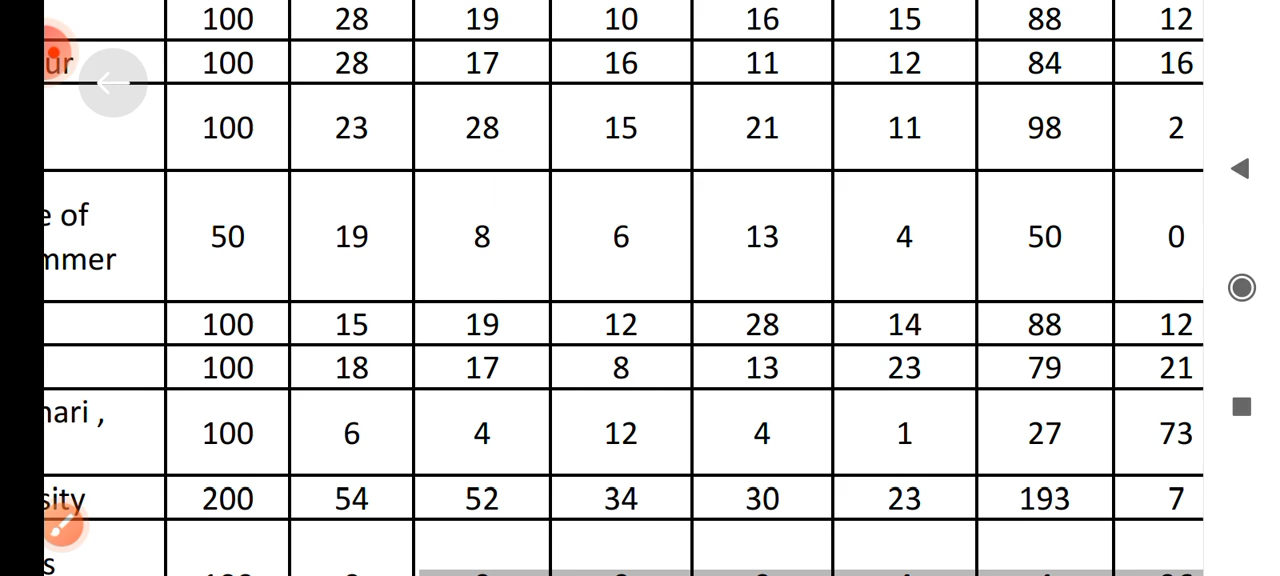 100 28 19 10 16 15 88 12
ur 100 28 17 16 11 12 84 16
100 23 28 15 21 11 98 2
e of
mmer 50 19 8 6 13 4 50 0
100 15 19 12 28 14 88 12
100 18 17 8 13 23 79 21
hari ,
100 6 4 12 4 1 27 73
sity 200 54 52 34 30 23 193 7
s